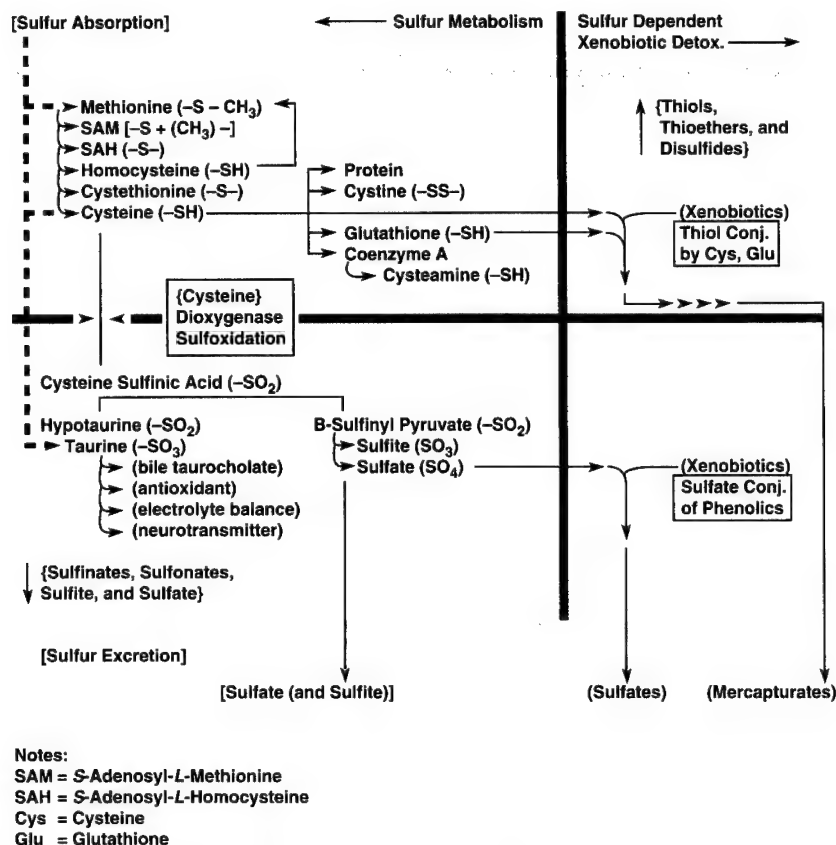 [Sulfur Absorption]
Sulfur Metabolism
Sulfur Dependent
Xenobiotic Detox.
Methionine (–S – CH3)
SAM [–S + (CH3) –]
SAH (–S–)
Homocysteine (–SH)
Cystethionine (–S–)
Cysteine (–SH)
Protein
Cystine (–SS–)
Glutathione (–SH)
Coenzyme A
Cysteamine (–SH)
{Thiols,
Thioethers, and
Disulfides}
(Xenobiotics)
Thiol Conj.
by Cys, Glu
{Cysteine}
Dioxygenase
Sulfoxidation
Cysteine Sulfinic Acid (–SO2)
Hypotaurine (–SO2)
Taurine (–SO3)
(bile taurocholate)
(antioxidant)
(electrolyte balance)
(neurotransmitter)
B-Sulfinyl Pyruvate (–SO2)
Sulfite (SO3)
Sulfate (SO4)
(Xenobiotics)
Sulfate Conj.
of Phenolics
{Sulfinates, Sulfonates,
Sulfite, and Sulfate}
[Sulfur Excretion]
[Sulfate (and Sulfite)]
(Sulfates)
(Mercapturates)
Notes:
SAM = S-Adenosyl-L-Methionine
SAH = S-Adenosyl-L-Homocysteine
Cys = Cysteine
Glu = Glutathione